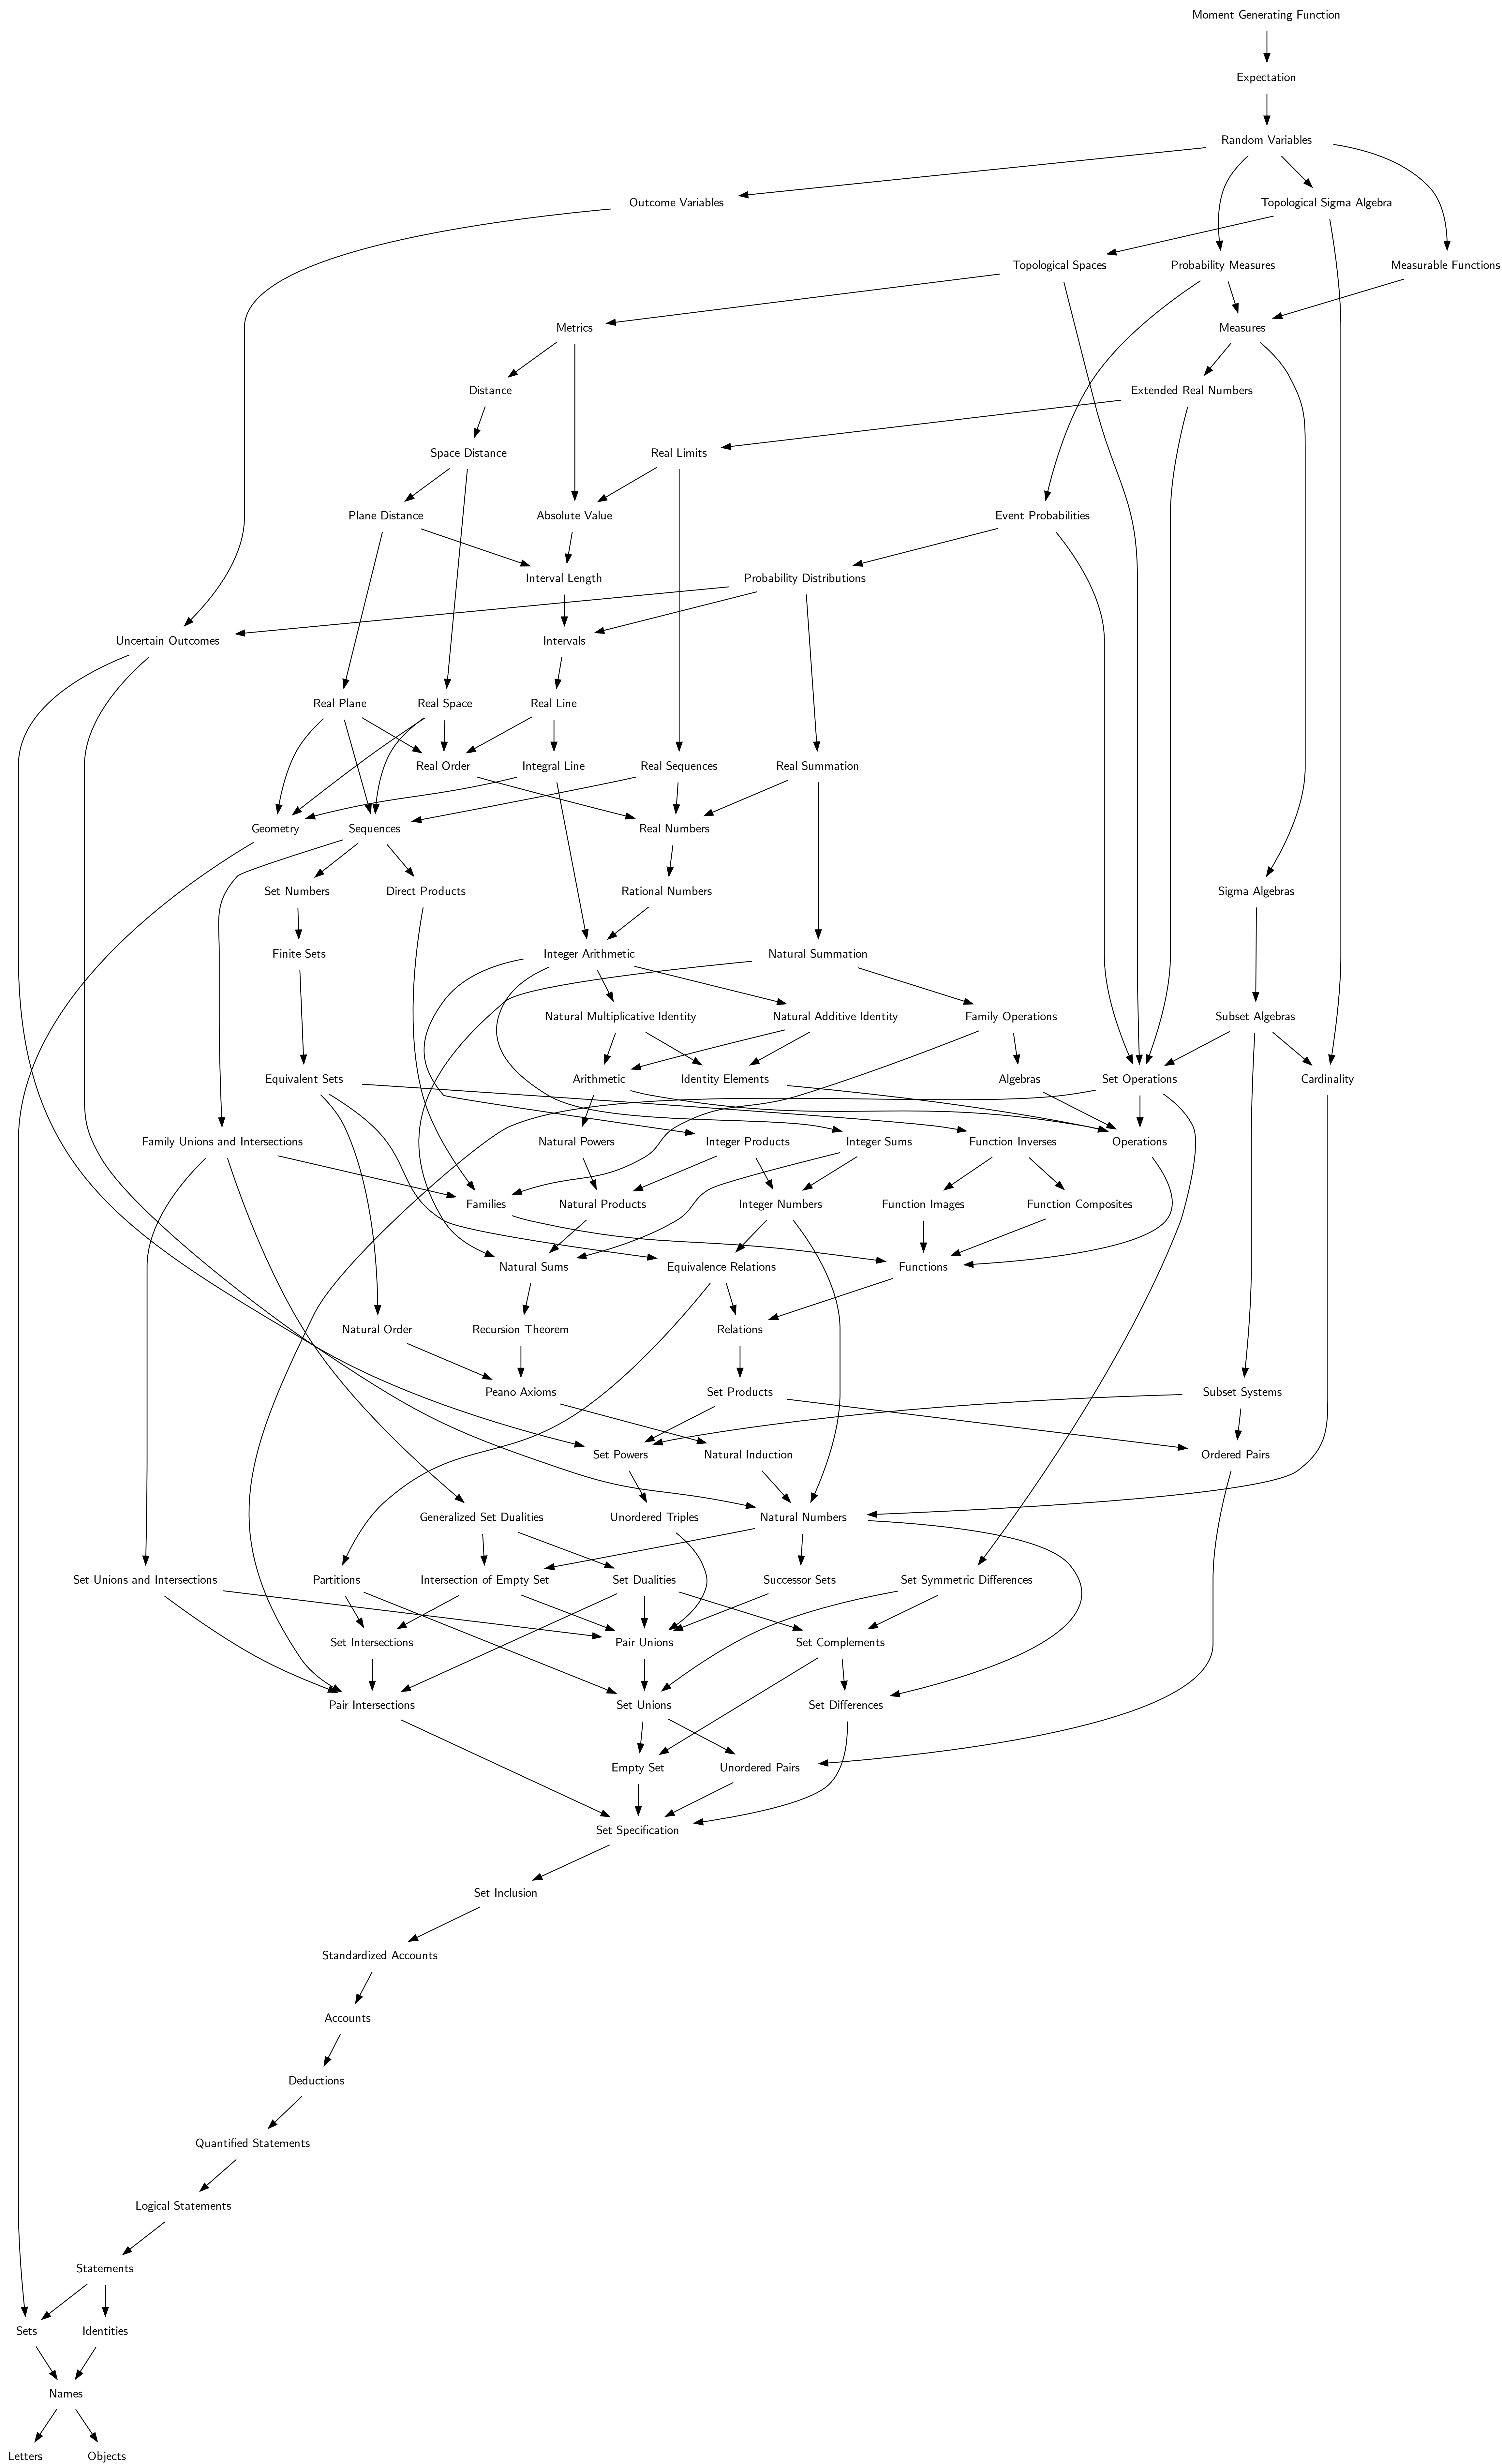 Moment Generating Function
Expectation
Random Variables
Outcome Variables
Topological Sigma Algebra
Topological Spaces
Probability Measures
Measurable Functions
Metrics
Measures
Distance
Extended Real Numbers
Space Distance
Real Limits
Plane Distance
Absolute Value
Event Probabilities
Interval Length
Probability Distributions
Uncertain Outcomes
Intervals
Real Plane
Real Space
Real Line
Real Order
Integral Line
Real Sequences
Real Summation
Geometry
Sequences
Real Numbers
Set Numbers
Direct Products
Rational Numbers
Sigma Algebras
Finite Sets
Integer Arithmetic
Natural Summation
Natural Multiplicative Identity
Natural Additive Identity
Family Operations
Subset Algebras
Equivalent Sets
Arithmetic
Identity Elements
Algebras
Set Operations
Cardinality
Family Unions and Intersections
Natural Powers
Integer Products
Integer Sums
Function Inverses
Operations
Families
Natural Products
Integer Numbers
Function Images
Function Composites
Natural Sums
Equivalence Relations
Functions
Natural Order
Recursion Theorem
Relations
Peano Axioms
Set Products
Subset Systems
Set Powers
Natural Induction
Ordered Pairs
Generalized Set Dualities
Unordered Triples
Natural Numbers
Set Unions and Intersections
Partitions
Intersection of Empty Set
Set Dualities
Successor Sets
Set Symmetric Differences
Set Intersections
Pair Unions
Set Complements
Pair Intersections
Set Unions
Set Differences
Empty Set
Unordered Pairs
Set Specification
Set Inclusion
Standardized Accounts
Accounts
Deductions
Quantified Statements
Logical Statements
Statements
Sets
Identities
Names
Letters
Objects